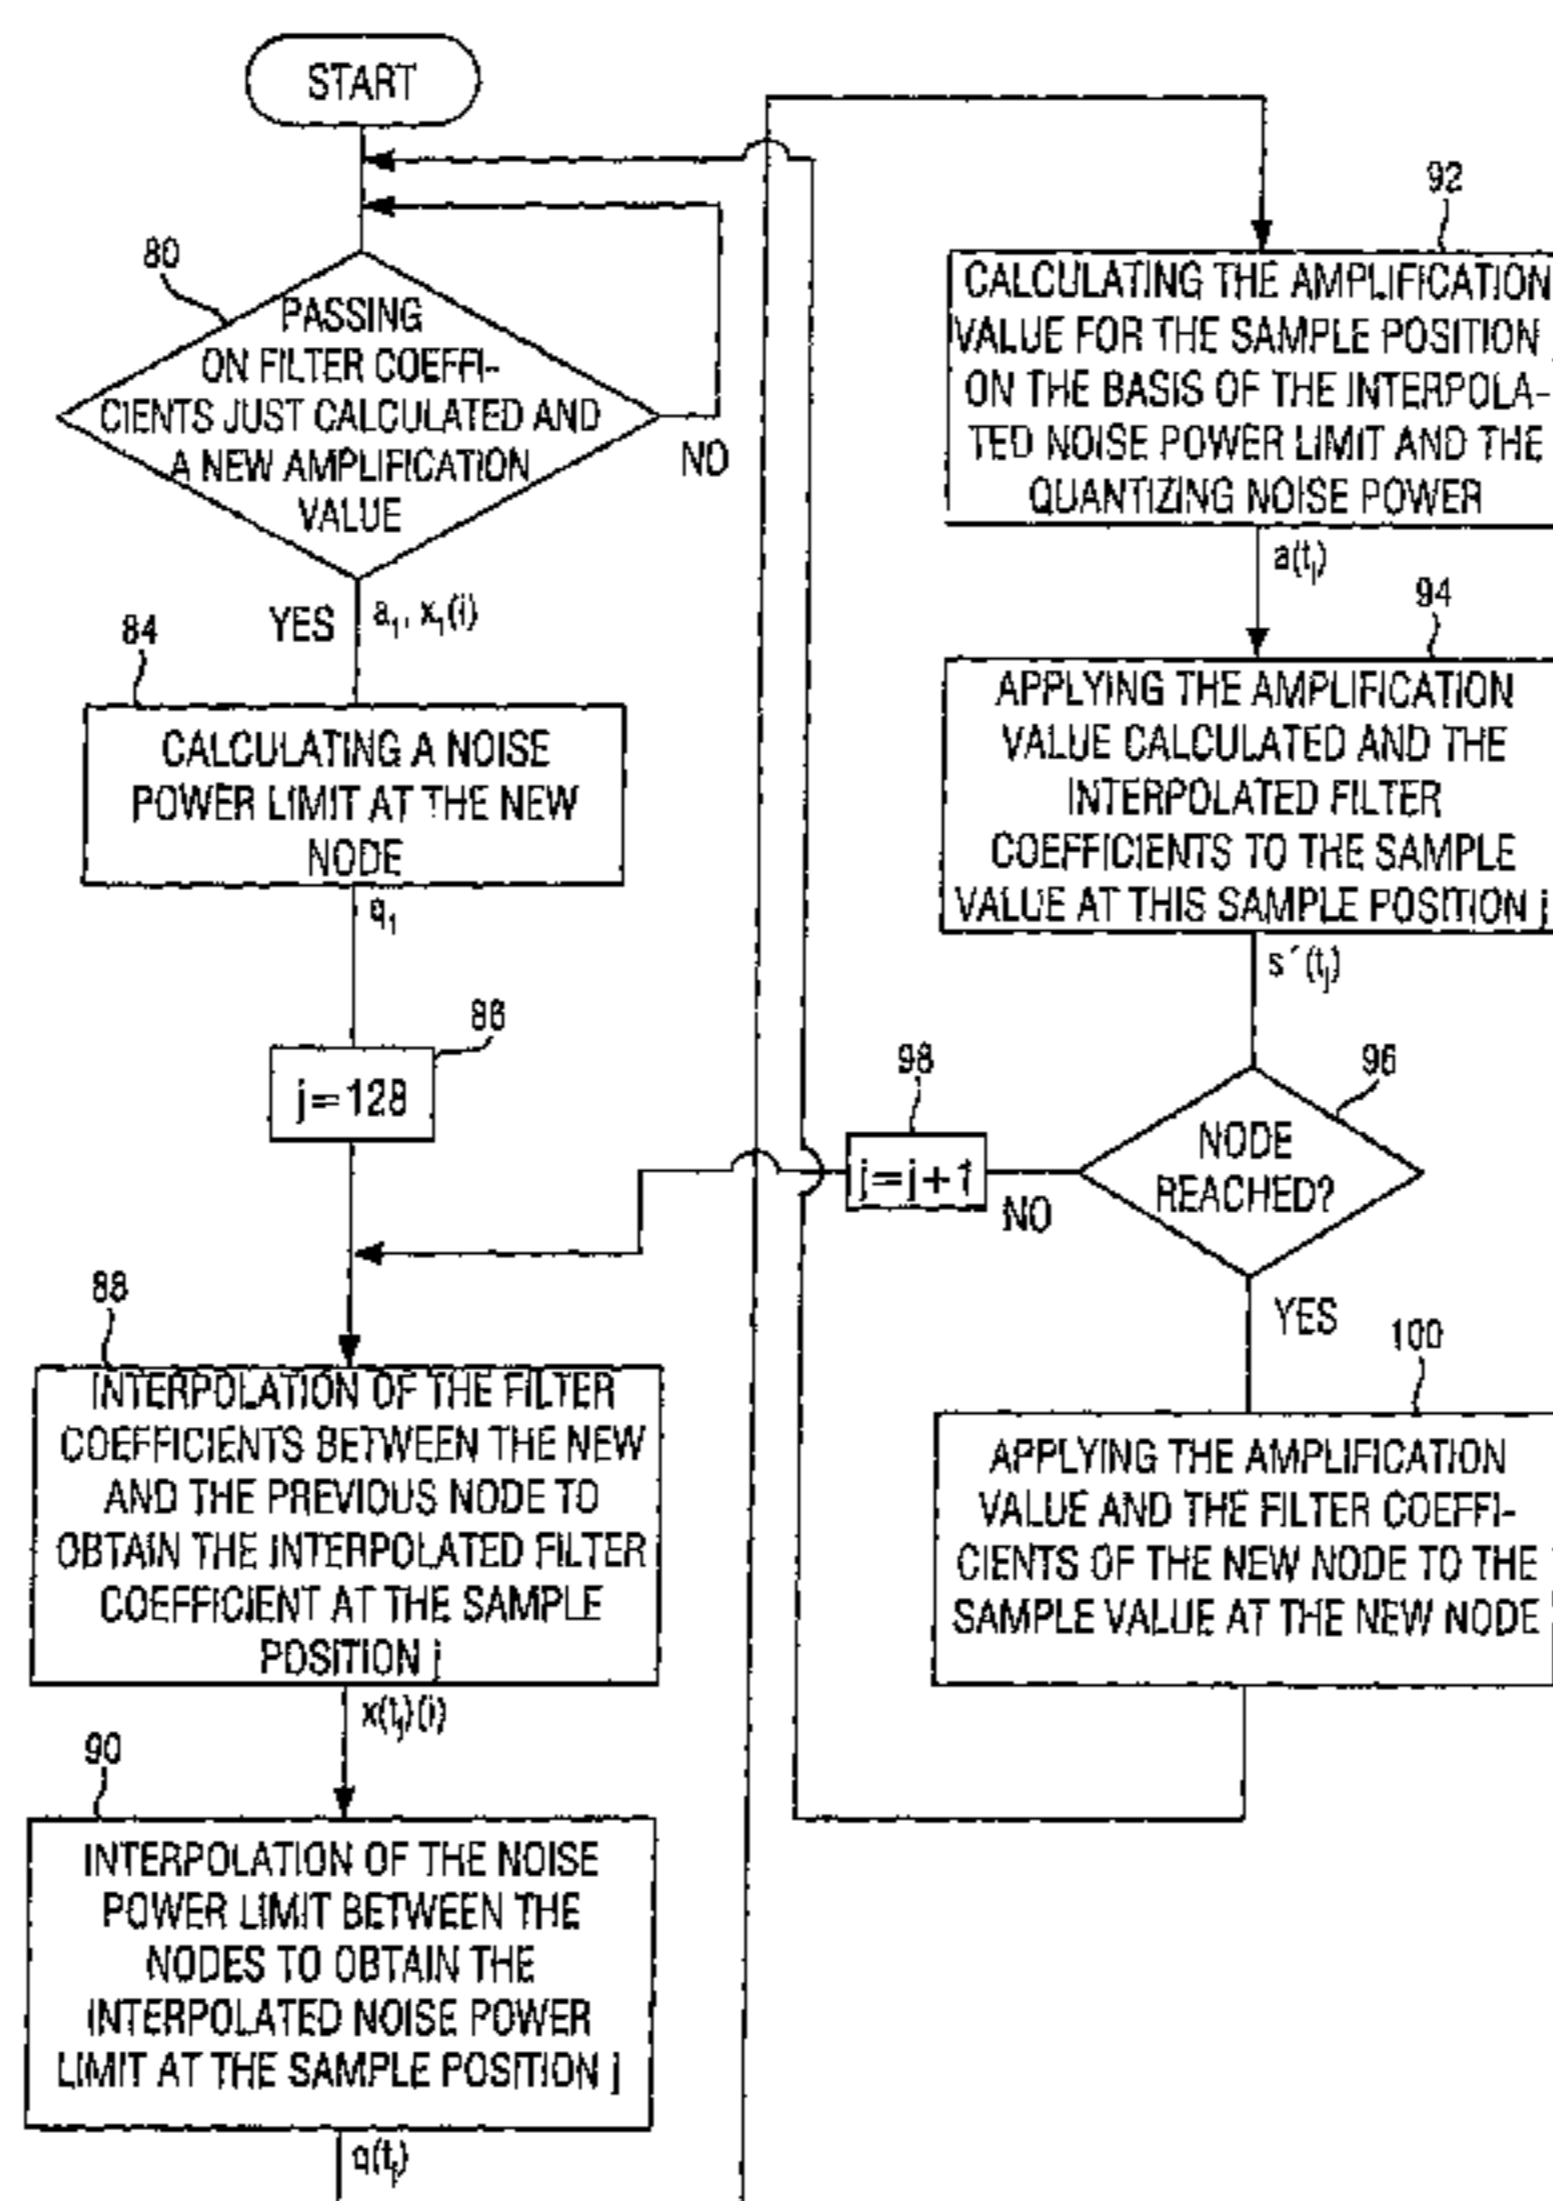 START
80
PASSING
ON FILTER COEFFI-
CIENTS JUST CALCULATED AND
A NEW AMPLIFICATION
VALUE
NO
YES
a₁, x₁(i)
84
CALCULATING A NOISE
POWER LIMIT AT THE NEW
NODE
q₁
86
j=128
88
INTERPOLATION OF THE FILTER
COEFFICIENTS BETWEEN THE NEW
AND THE PREVIOUS NODE TO
OBTAIN THE INTERPOLATED FILTER
COEFFICIENT AT THE SAMPLE
POSITION j
x(tⱼ)(i)
90
INTERPOLATION OF THE NOISE
POWER LIMIT BETWEEN THE
NODES TO OBTAIN THE
INTERPOLATED NOISE POWER
LIMIT AT THE SAMPLE POSITION j
q(tⱼ)
92
CALCULATING THE AMPLIFICATION
VALUE FOR THE SAMPLE POSITION
ON THE BASIS OF THE INTERPOLA-
TED NOISE POWER LIMIT AND THE
QUANTIZING NOISE POWER
a(tⱼ)
94
APPLYING THE AMPLIFICATION
VALUE CALCULATED AND THE
INTERPOLATED FILTER
COEFFICIENTS TO THE SAMPLE
VALUE AT THIS SAMPLE POSITION j
s´(tⱼ)
96
NODE
REACHED?
98
j=j+1
NO
YES
100
APPLYING THE AMPLIFICATION
VALUE AND THE FILTER COEFFI-
CIENTS OF THE NEW NODE TO THE
SAMPLE VALUE AT THE NEW NODE